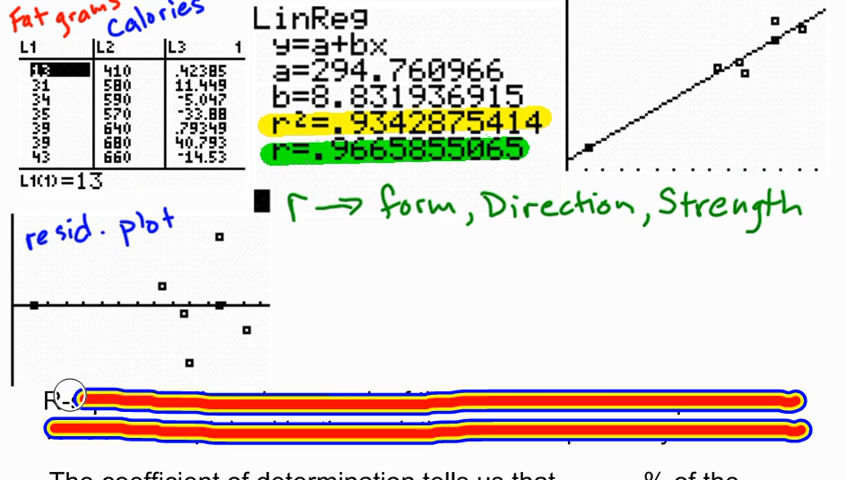 Fat grams Calories
L1 L2 L3 1
13 410 .42385
31 580 11.449
34 590 -5.047
35 570 -33.88
39 640 .79349
39 680 40.793
43 660 -14.53
L1(1)=13
LinReg
y=a+bx
a=294.760966
b=8.831936915
r²=.9342875414
r=.9665855065
r → form, Direction, Strength
resid. plot
The coefficient of determination tells us that % of the